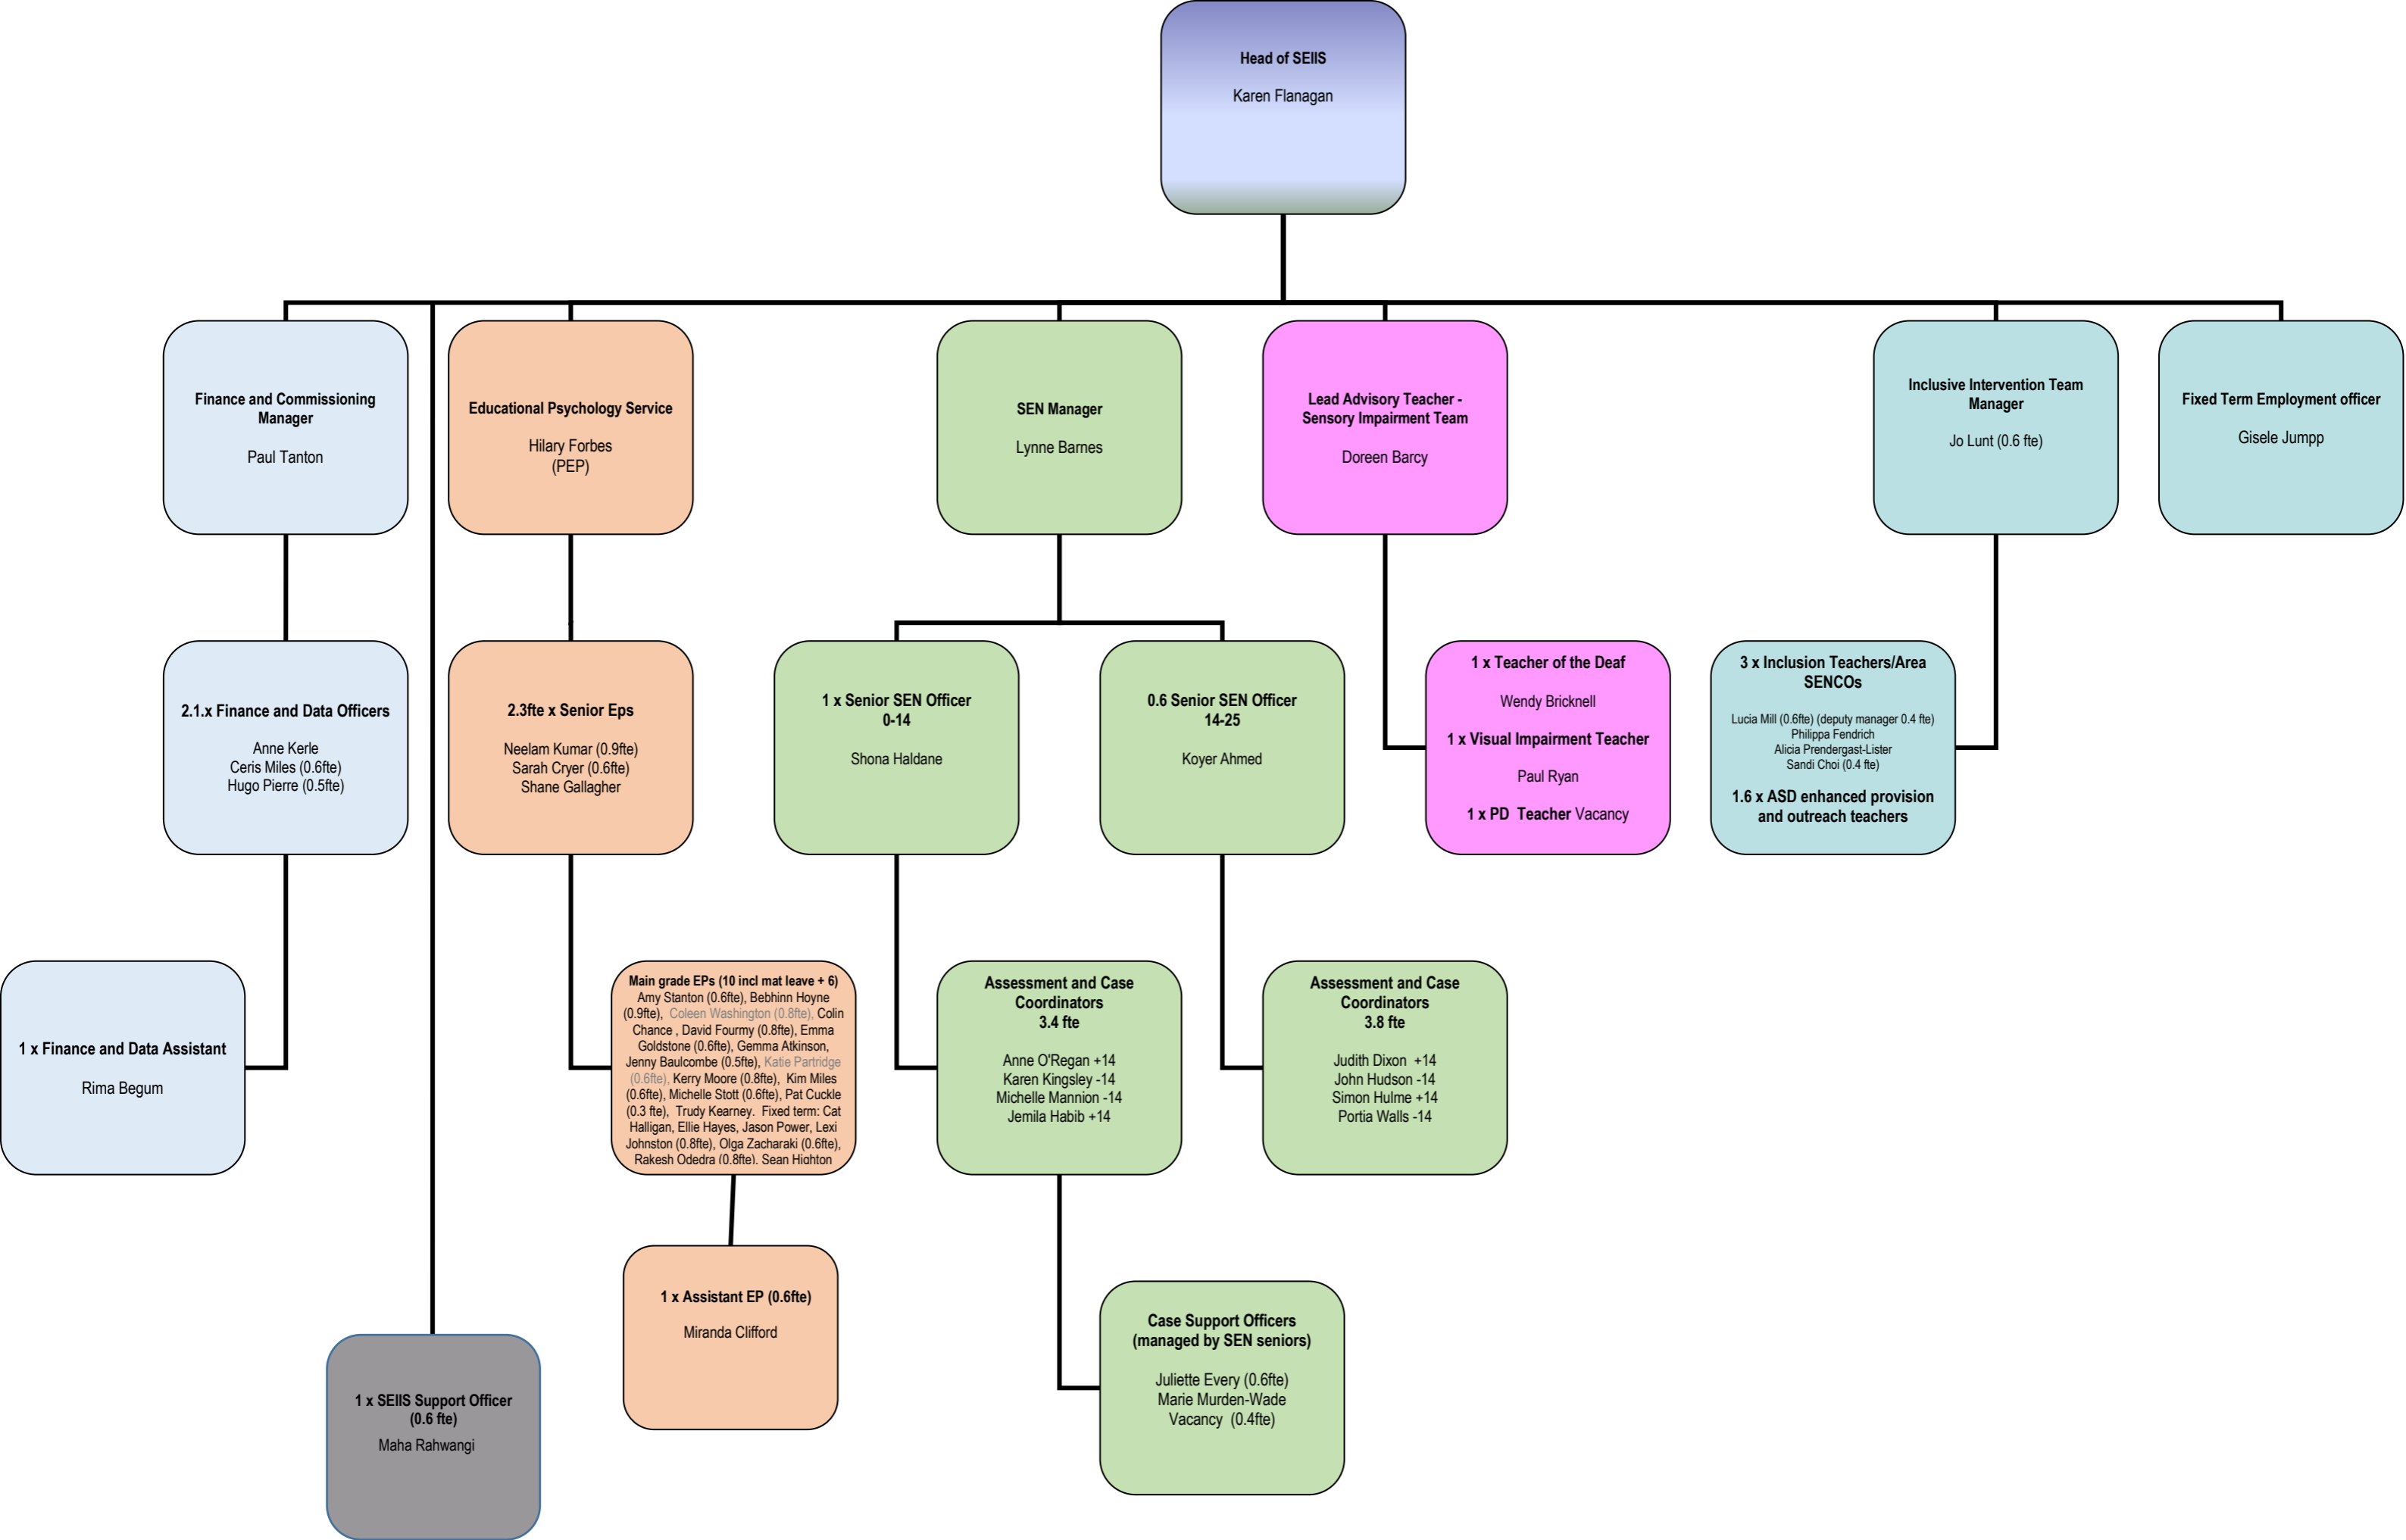 Head of SEIIS
Karen Flanagan
Finance and Commissioning
Manager
Paul Tanton
Educational Psychology Service
Hilary Forbes
(PEP)
SEN Manager
Lynne Barnes
Lead Advisory Teacher -
Sensory Impairment Team
Doreen Barcy
Inclusive Intervention Team
Manager
Jo Lunt (0.6 fte)
Fixed Term Employment officer
Gisele Jumpp
2.1.x Finance and Data Officers
Anne Kerle
Ceris Miles (0.6fte)
Hugo Pierre (0.5fte)
2.3fte x Senior Eps
Neelam Kumar (0.9fte)
Sarah Cryer (0.6fte)
Shane Gallagher
1 x Senior SEN Officer
0-14
Shona Haldane
0.6 Senior SEN Officer
14-25
Koyer Ahmed
1 x Teacher of the Deaf
Wendy Bricknell
1 x Visual Impairment Teacher
Paul Ryan
1 x PD  Teacher Vacancy
3 x Inclusion Teachers/Area
SENCOs
Lucia Mill (0.6fte) (deputy manager 0.4 fte)
Philippa Fendrich
Alicia Prendergast-Lister
Sandi Choi (0.4 fte)
1.6 x ASD enhanced provision
and outreach teachers
1 x Finance and Data Assistant
Rima Begum
Main grade EPs (10 incl mat leave + 6)
Amy Stanton (0.6fte), Bebhinn Hoyne
(0.9fte),  Coleen Washington (0.8fte), Colin
Chance , David Fourmy (0.8fte), Emma
Goldstone (0.6fte), Gemma Atkinson,
Jenny Baulcombe (0.5fte), Katie Partridge
(0.6fte), Kerry Moore (0.8fte),  Kim Miles
(0.6fte), Michelle Stott (0.6fte), Pat Cuckle
(0.3 fte),  Trudy Kearney.  Fixed term: Cat
Halligan, Ellie Hayes, Jason Power, Lexi
Johnston (0.8fte), Olga Zacharaki (0.6fte),
Rakesh Odedra (0.8fte), Sean Highton
Assessment and Case
Coordinators
3.4 fte
Anne O'Regan +14
Karen Kingsley -14
Michelle Mannion -14
Jemila Habib +14
Assessment and Case
Coordinators
3.8 fte
Judith Dixon  +14
John Hudson -14
Simon Hulme +14
Portia Walls -14
1 x Assistant EP (0.6fte)
Miranda Clifford
Case Support Officers
(managed by SEN seniors)
Juliette Every (0.6fte)
Marie Murden-Wade
Vacancy  (0.4fte)
1 x SEIIS Support Officer
(0.6 fte)
Maha Rahwangi